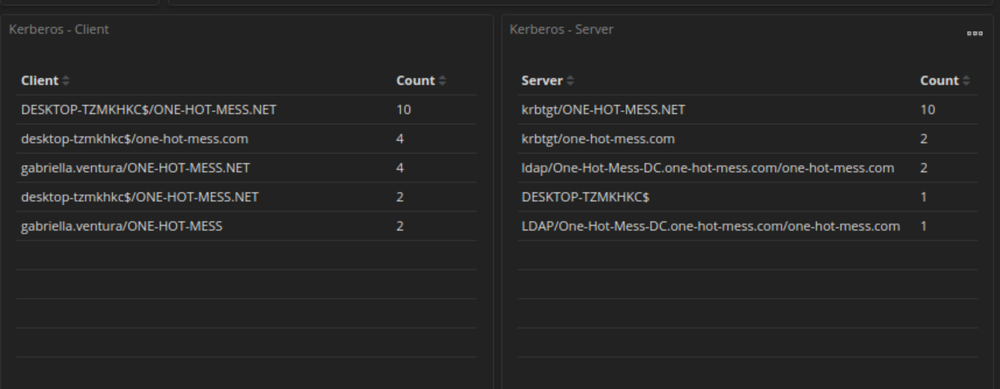 Kerberos - Client
Client Count
DESKTOP-TZMKHKC$/ONE-HOT-MESS.NET 10
desktop-tzmkhkc$/one-hot-mess.com 4
gabriella.ventura/ONE-HOT-MESS.NET 4
desktop-tzmkhkc$/ONE-HOT-MESS.NET 2
gabriella.ventura/ONE-HOT-MESS 2
Kerberos - Server
Server Count
krbtgt/ONE-HOT-MESS.NET 10
krbtgt/one-hot-mess.com 2
ldap/One-Hot-Mess-DC.one-hot-mess.com/one-hot-mess.com 2
DESKTOP-TZMKHKC$ 1
LDAP/One-Hot-Mess-DC.one-hot-mess.com/one-hot-mess.com 1